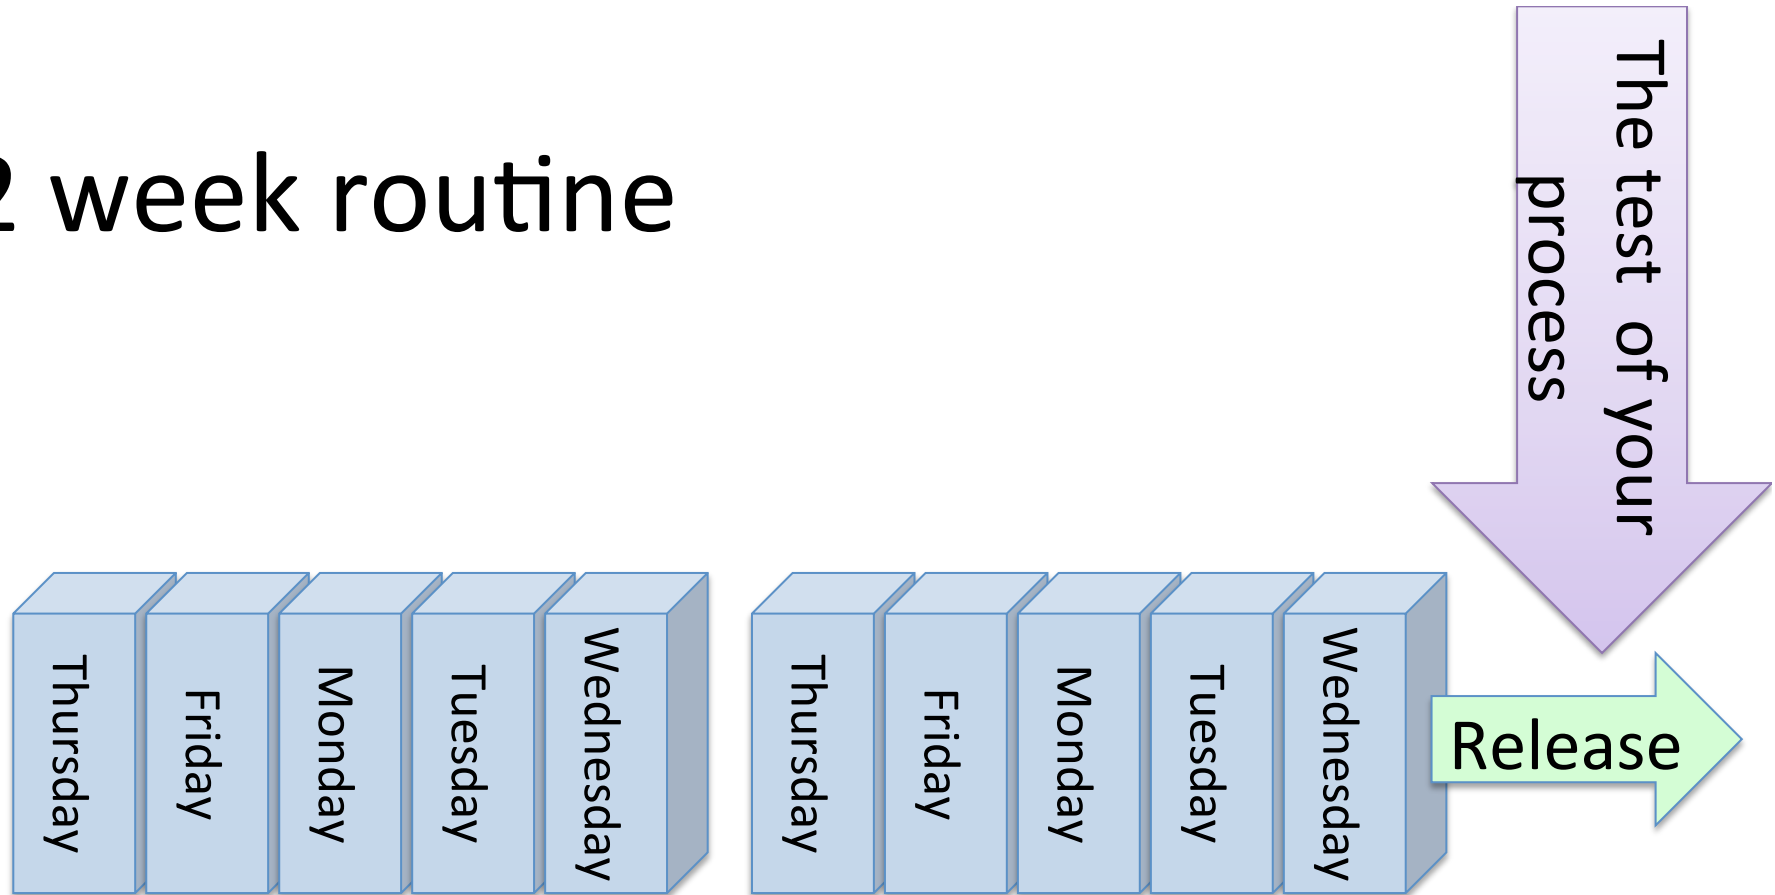 2 week routine
The test of your
process
Thursday
Friday
Monday
Tuesday
Wednesday
Thursday
Friday
Monday
Tuesday
Wednesday
Release